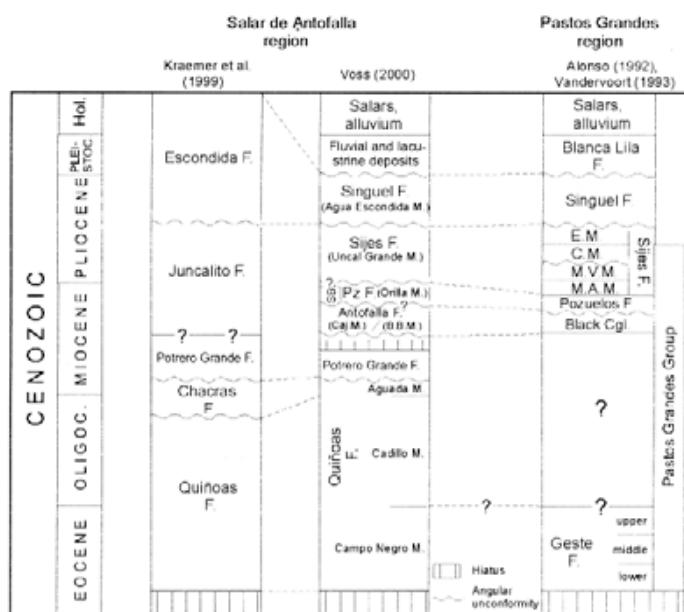 Salar de Antofalla
region
Pastos Grandes
region
Kraemer et al.
(1999)
Voss (2000)
Alonso (1992),
Vandervoort (1993)
CENOZOIC
Hol.
PLEI-
STOC.
PLIOCENE
MIOCENE
OLIGOC.
EOCENE
Escondida F.
Juncalito F.
? ?
Potrero Grande F.
Chacras
F.
Quiñoas
F.
Salars,
alluvium
Fluvial and lacu-
strine deposits
Singuel F.
(Agua Escondida M.)
Sijes F.
(Uncal Grande M.)
?
SB
Pz F. (Orilla M.)
?
Antofalla F.
(Caj.M.) / (B.B.M.)
Potrero Grande F.
Aguada M.
Quiñoas F.
Cadillo M.
Campo Negro M.
?
Hiatus
Angular
unconformity
Salars,
alluvium
Blanca Lila
F.
Singuel F.
E.M.
C.M.
M.V.M.
M.A.M.
Sijes F.
Pozuelos F.
Black Cgl.
?
?
Geste
F.
upper
middle
lower
Pastos Grandes Group